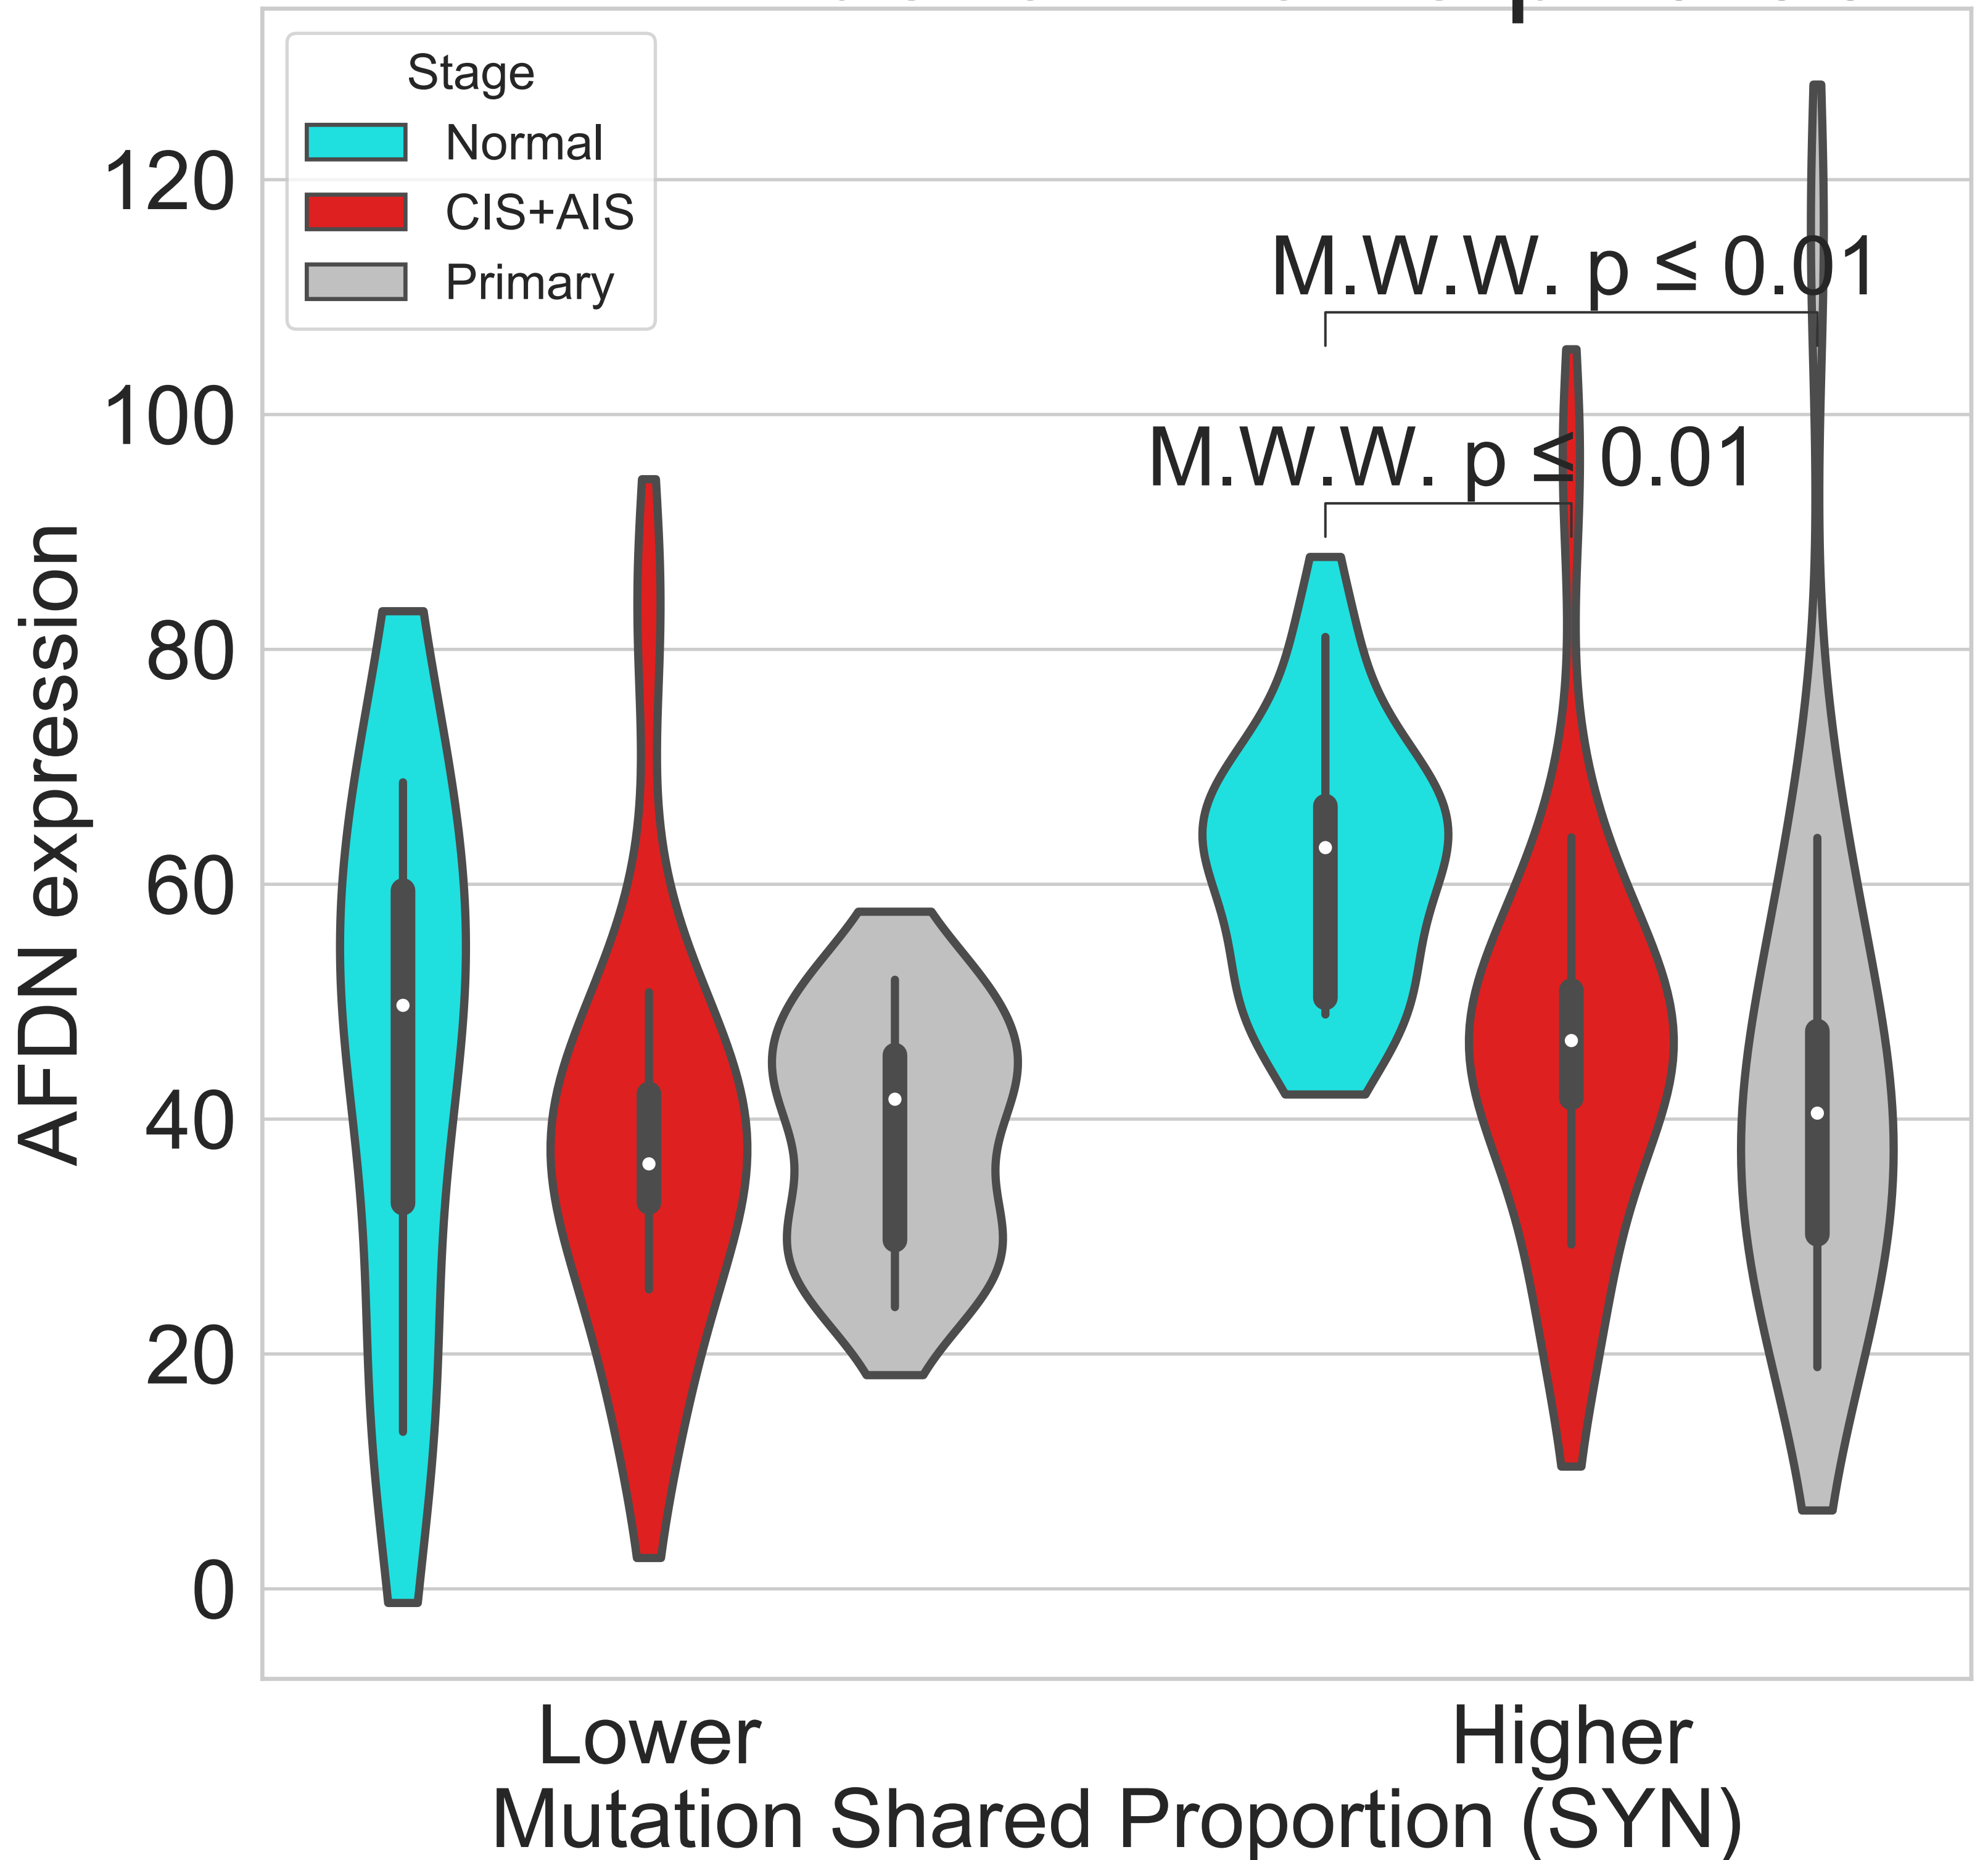 Stage
Normal
CIS+AIS
Primary
120
100
80
60
40
20
0
AFDN expression
M.W.W. p ≤ 0.01
M.W.W. p ≤ 0.01
Lower
Higher
Mutation Shared Proportion (SYN)